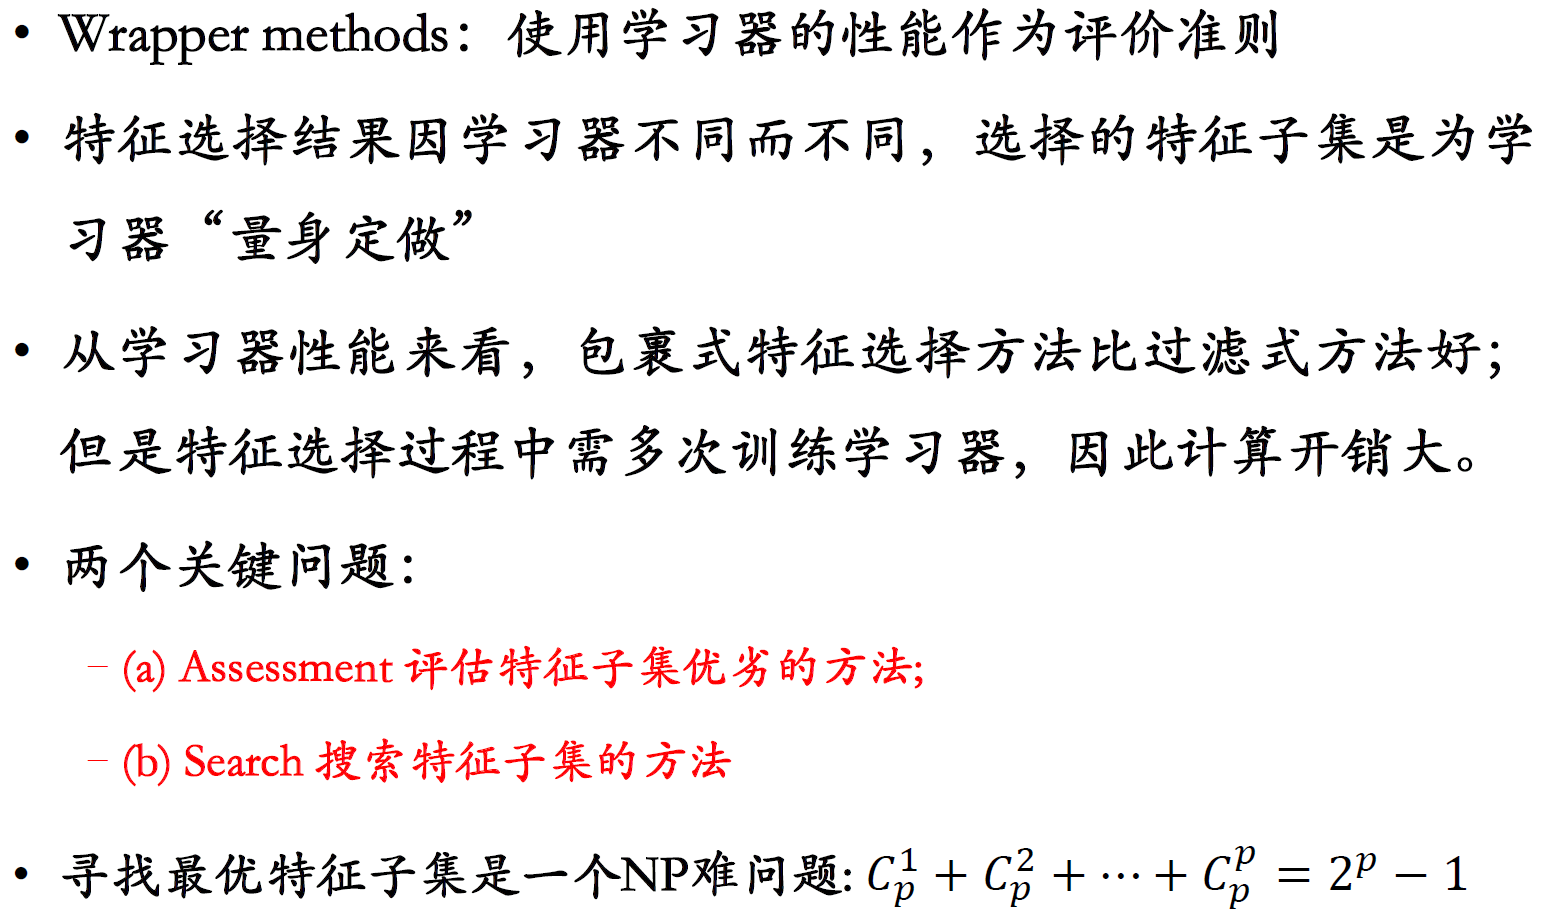 • Wrapper methods：使用学习器的性能作为评价准则
• 特征选择结果因学习器不同而不同，选择的特征子集是为学
习器“量身定做”
• 从学习器性能来看，包裹式特征选择方法比过滤式方法好；
但是特征选择过程中需多次训练学习器，因此计算开销大。
• 两个关键问题：
– (a) Assessment 评估特征子集优劣的方法;
– (b) Search 搜索特征子集的方法
• 寻找最优特征子集是一个NP难问题: $C_p^1 + C_p^2 + \cdots + C_p^p = 2^p - 1$